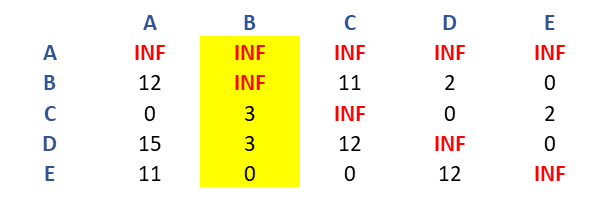 A B C D E
A INF INF INF INF INF
B 12 INF 11 2 0
C 0 3 INF 0 2
D 15 3 12 INF 0
E 11 0 0 12 INF